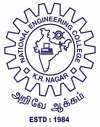 NATIONAL ENGINEERING COLLEGE
K.R. NAGAR
அறிவே ஆக்கம்
ESTD : 1984